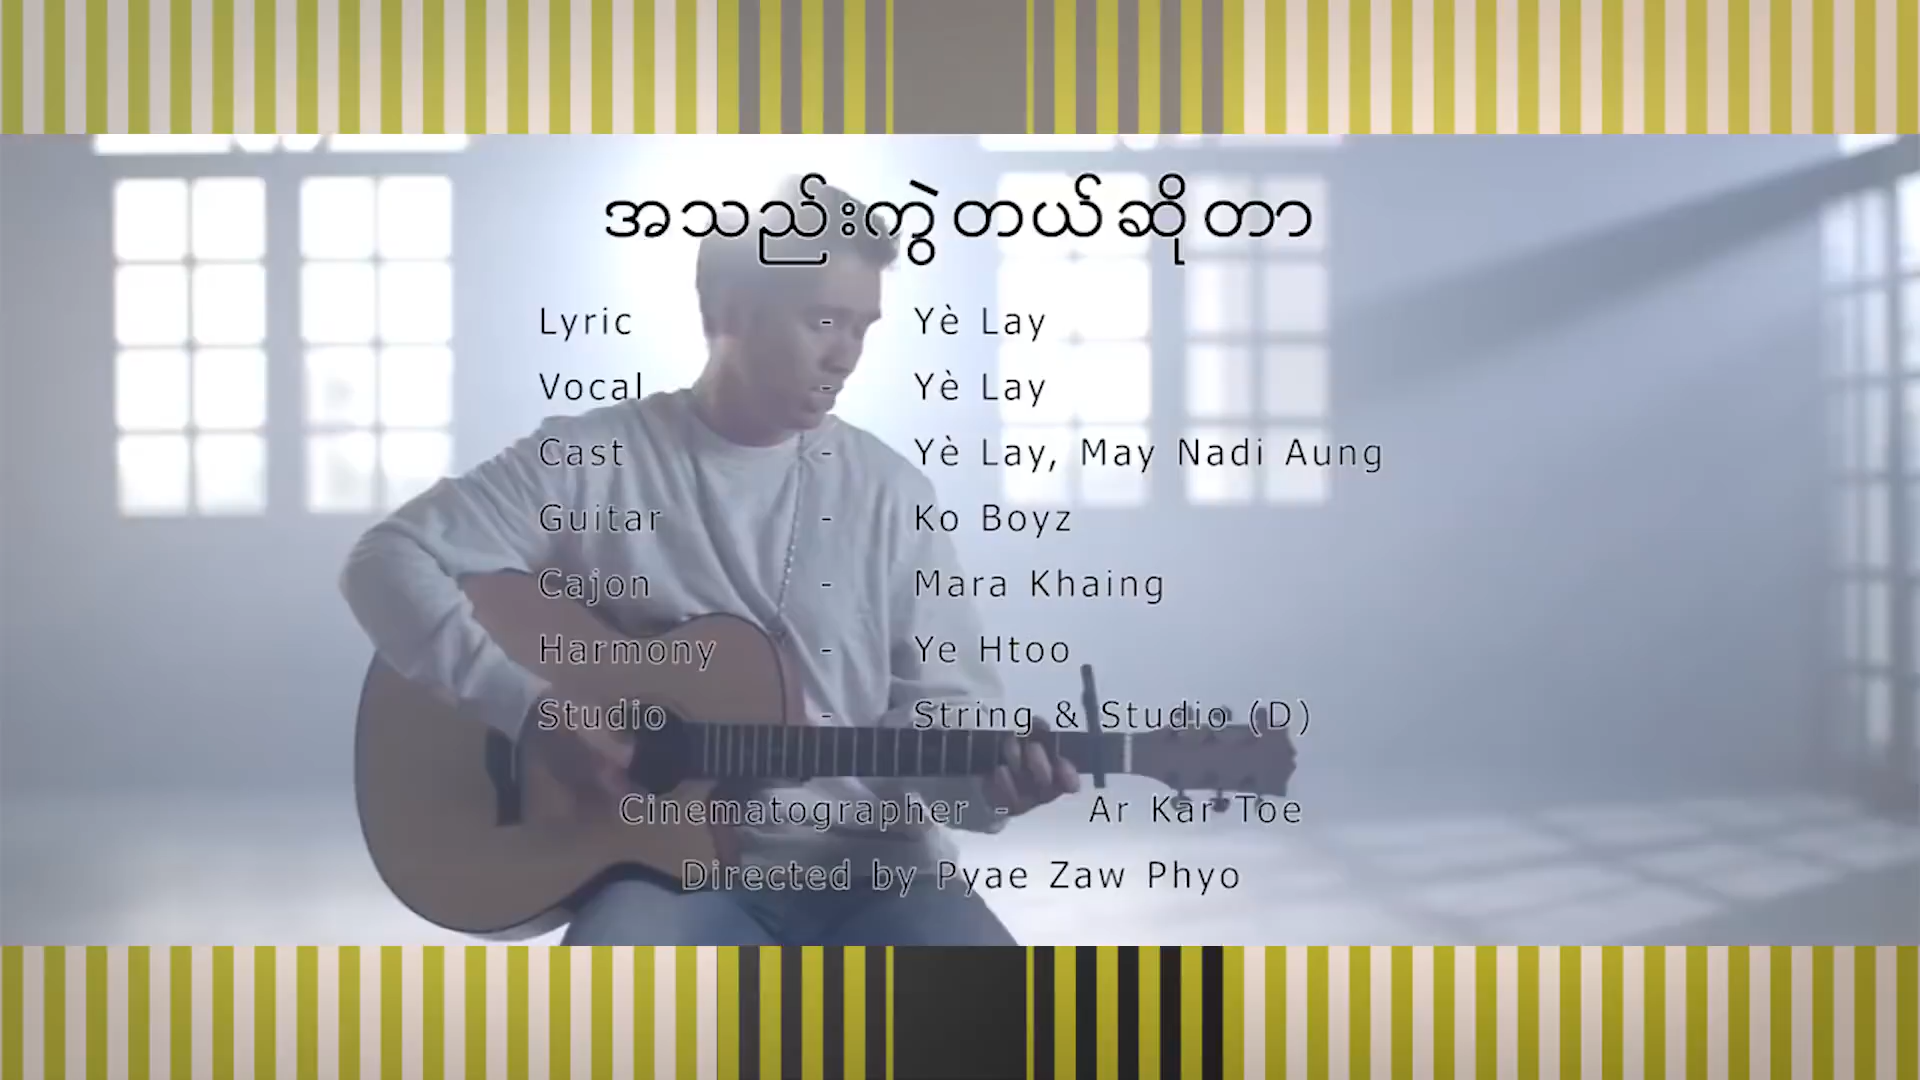 အသည်းကွဲတယ်ဆိုတာ
Lyric - Yè Lay
Vocal - Yè Lay
Cast - Yè Lay, May Nadi Aung
Guitar - Ko Boyz
Cajon - Mara Khaing
Harmony - Ye Htoo
Studio - String & Studio (D)
Cinematographer - Ar Kar Toe
Directed by Pyae Zaw Phyo